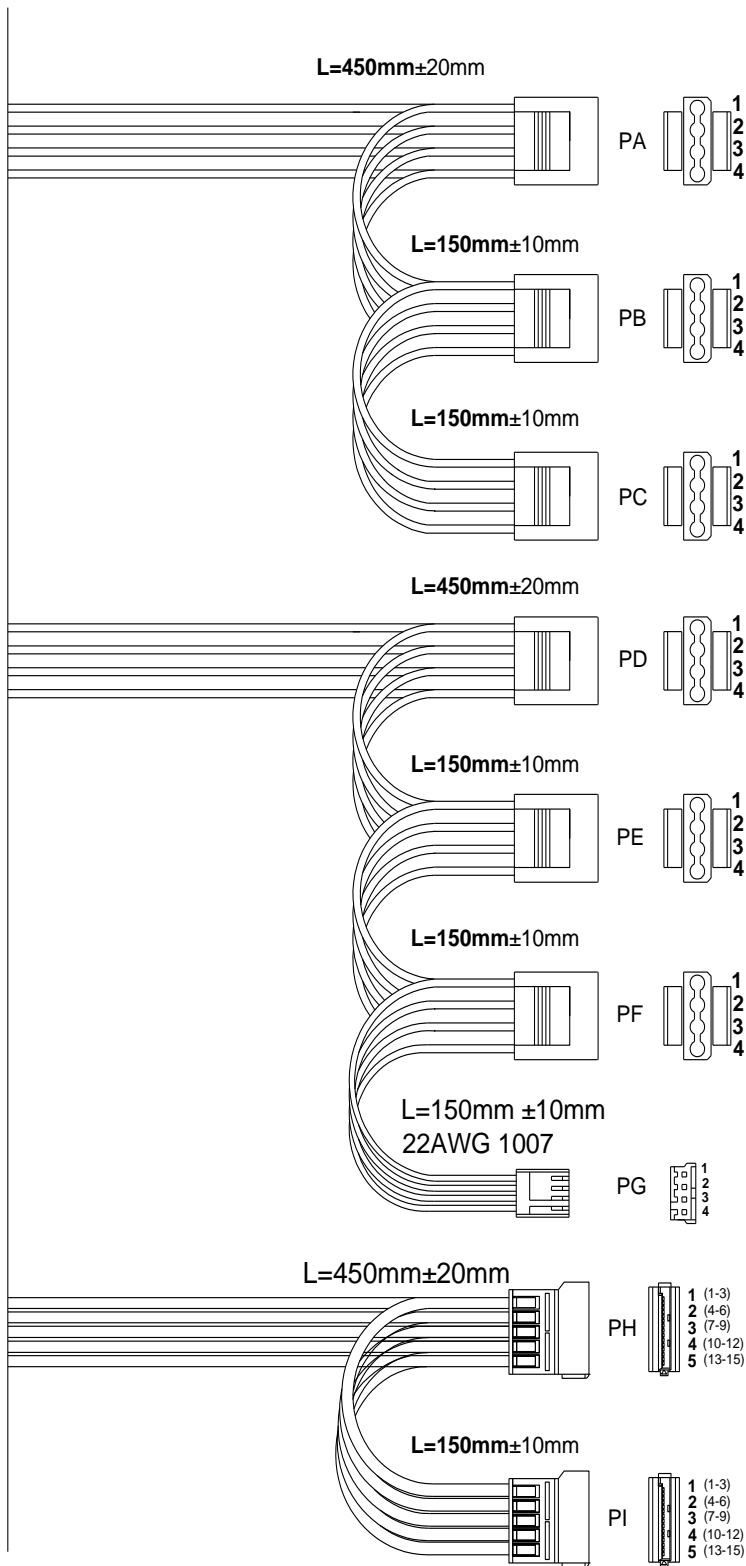 L=450mm±20mm
PA
1
2
3
4
L=150mm±10mm
PB
1
2
3
4
L=150mm±10mm
PC
1
2
3
4
L=450mm±20mm
PD
1
2
3
4
L=150mm±10mm
PE
1
2
3
4
L=150mm±10mm
PF
1
2
3
4
L=150mm ±10mm
22AWG 1007
PG
1
2
3
4
L=450mm±20mm
PH
1 (1-3)
2 (4-6)
3 (7-9)
4 (10-12)
5 (13-15)
L=150mm±10mm
PI
1 (1-3)
2 (4-6)
3 (7-9)
4 (10-12)
5 (13-15)